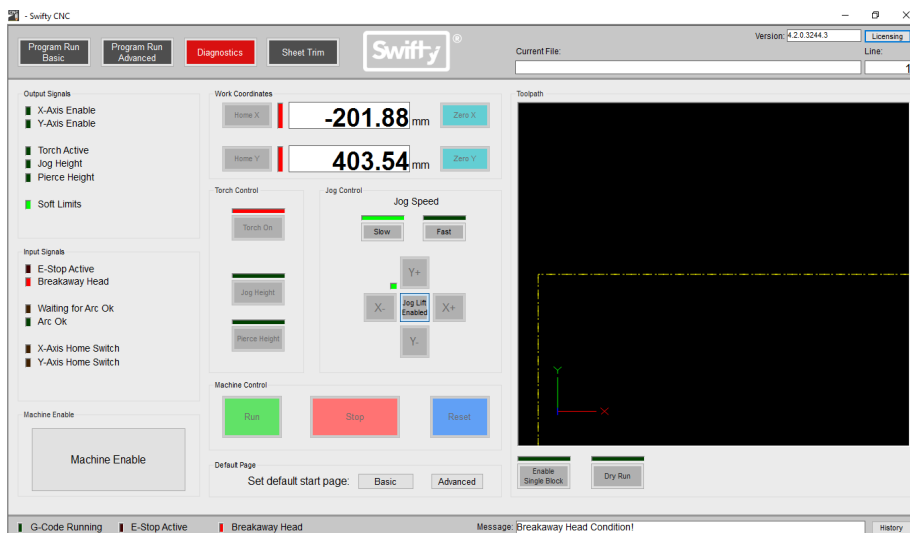 - Swifty CNC
Program Run
Basic
Program Run
Advanced
Diagnostics
Sheet Trim
Swifty®
Version: 4.2.0.3244.3
Licensing
Current File:
Line:
1
Output Signals
X-Axis Enable
Y-Axis Enable
Torch Active
Jog Height
Pierce Height
Soft Limits
Input Signals
E-Stop Active
Breakaway Head
Waiting for Arc Ok
Arc Ok
X-Axis Home Switch
Y-Axis Home Switch
Machine Enable
Machine Enable
Work Coordinates
Home X
-201.88 mm
Zero X
Home Y
403.54 mm
Zero Y
Torch Control
Torch On
Jog Height
Pierce Height
Jog Control
Jog Speed
Slow
Fast
Y+
X-
Jog Lift
Enabled
X+
Y-
Machine Control
Run
Stop
Reset
Default Page
Set default start page:
Basic
Advanced
Toolpath
Y
X
Enable
Single Block
Dry Run
G-Code Running
E-Stop Active
Breakaway Head
Message: Breakaway Head Condition!
History